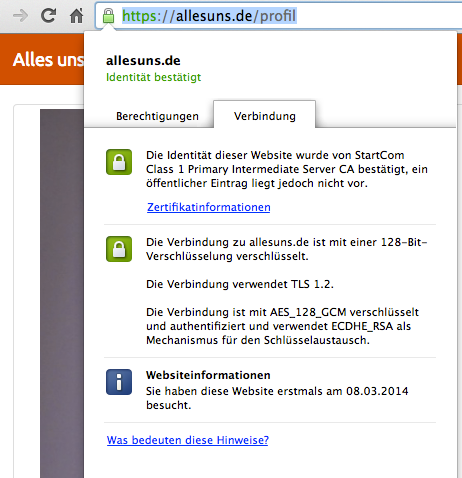 https://allesuns.de/profil
Alles uns
allesuns.de
Identität bestätigt
Berechtigungen
Verbindung
Die Identität dieser Website wurde von StartCom
Class 1 Primary Intermediate Server CA bestätigt, ein
öffentlicher Eintrag liegt jedoch nicht vor.
Zertifikatinformationen
Die Verbindung zu allesuns.de ist mit einer 128-Bit-
Verschlüsselung verschlüsselt.
Die Verbindung verwendet TLS 1.2.
Die Verbindung ist mit AES_128_GCM verschlüsselt
und authentifiziert und verwendet ECDHE_RSA als
Mechanismus für den Schlüsselaustausch.
Websiteinformationen
Sie haben diese Website erstmals am 08.03.2014
besucht.
Was bedeuten diese Hinweise?